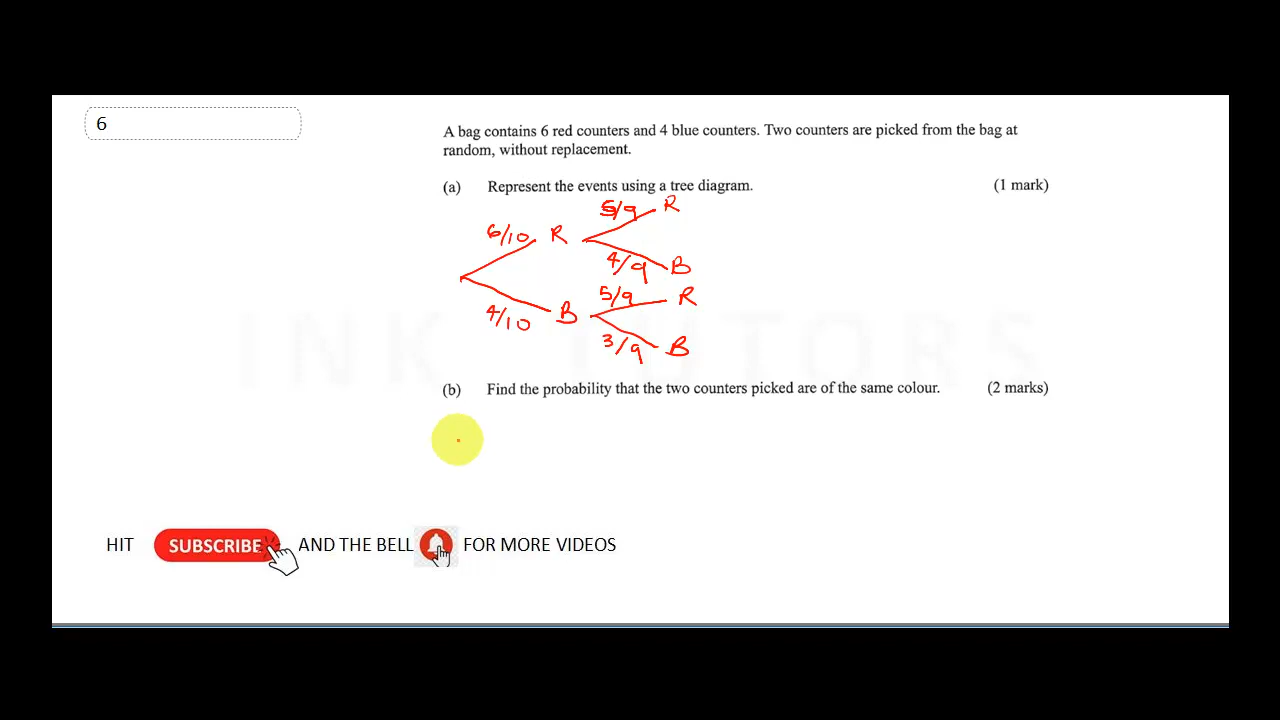 6
A bag contains 6 red counters and 4 blue counters. Two counters are picked from the bag at
random, without replacement.
(a) Represent the events using a tree diagram. (1 mark)
5/9 R
6/10 R
4/9 B
5/9 R
4/10 B
3/9 B
INK TUTORS
(b) Find the probability that the two counters picked are of the same colour. (2 marks)
HIT SUBSCRIBE AND THE BELL FOR MORE VIDEOS